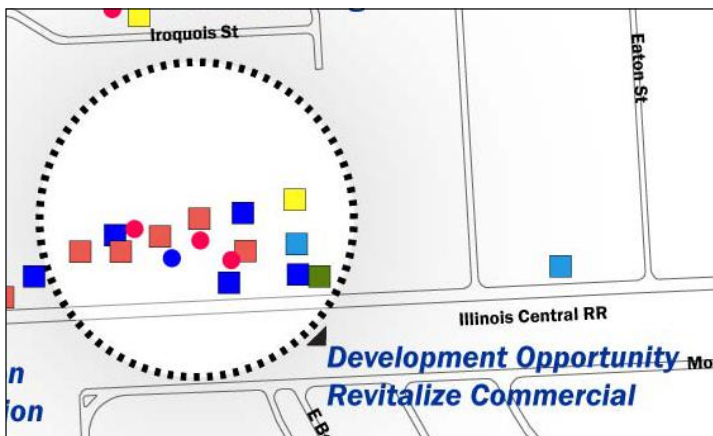 Iroquois St
Eaton St
Illinois Central RR
Development Opportunity
Revitalize Commercial